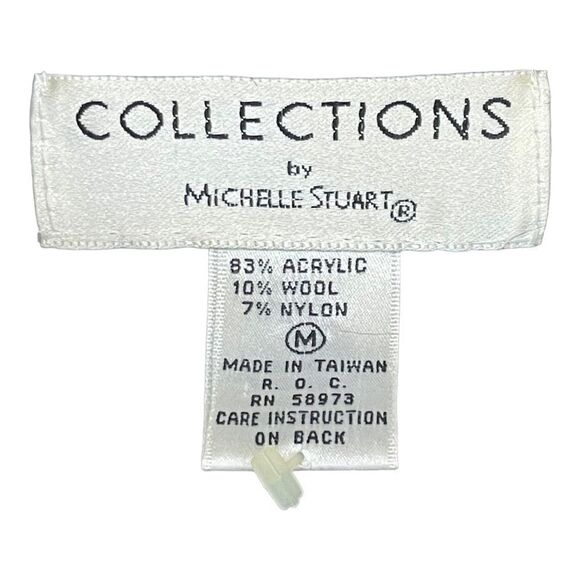 COLLECTIONS
by
MICHELLE STUART®
83% ACRYLIC
10% WOOL
7% NYLON
M
MADE IN TAIWAN
R. O. C.
RN 58973
CARE INSTRUCTION
ON BACK